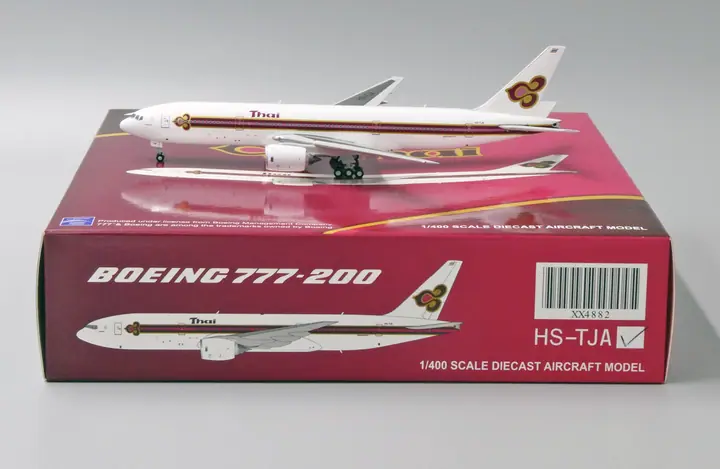 Thai
Produced under license from Boeing Management Company.
777 & Boeing are among the trademarks owned by Boeing.
1/400 SCALE DIECAST AIRCRAFT MODEL
BOEING 777-200
Thai
XX4882
HS-TJA
1/400 SCALE DIECAST AIRCRAFT MODEL